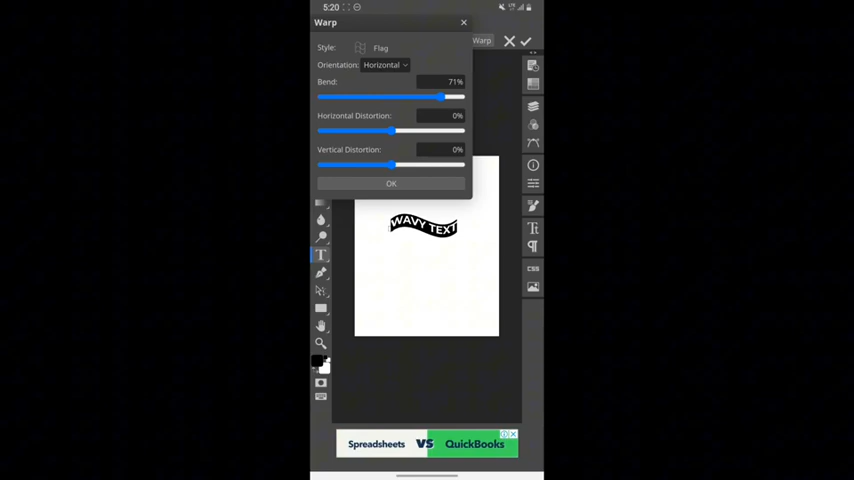 5:20
Warp
Style: Flag
Warp
Orientation: Horizontal
Bend: 71%
Horizontal Distortion: 0%
Vertical Distortion: 0%
OK
WAVY TEXT
T
Tt
¶
CSS
Spreadsheets VS QuickBooks